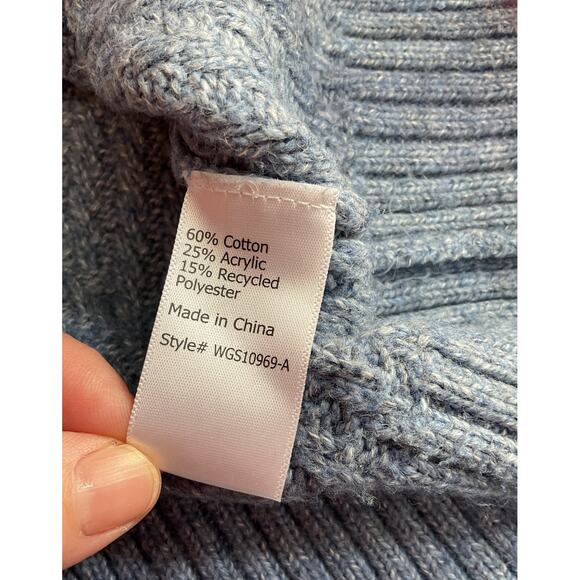 60% Cotton
25% Acrylic
15% Recycled
Polyester
Made in China
Style# WGS10969-A